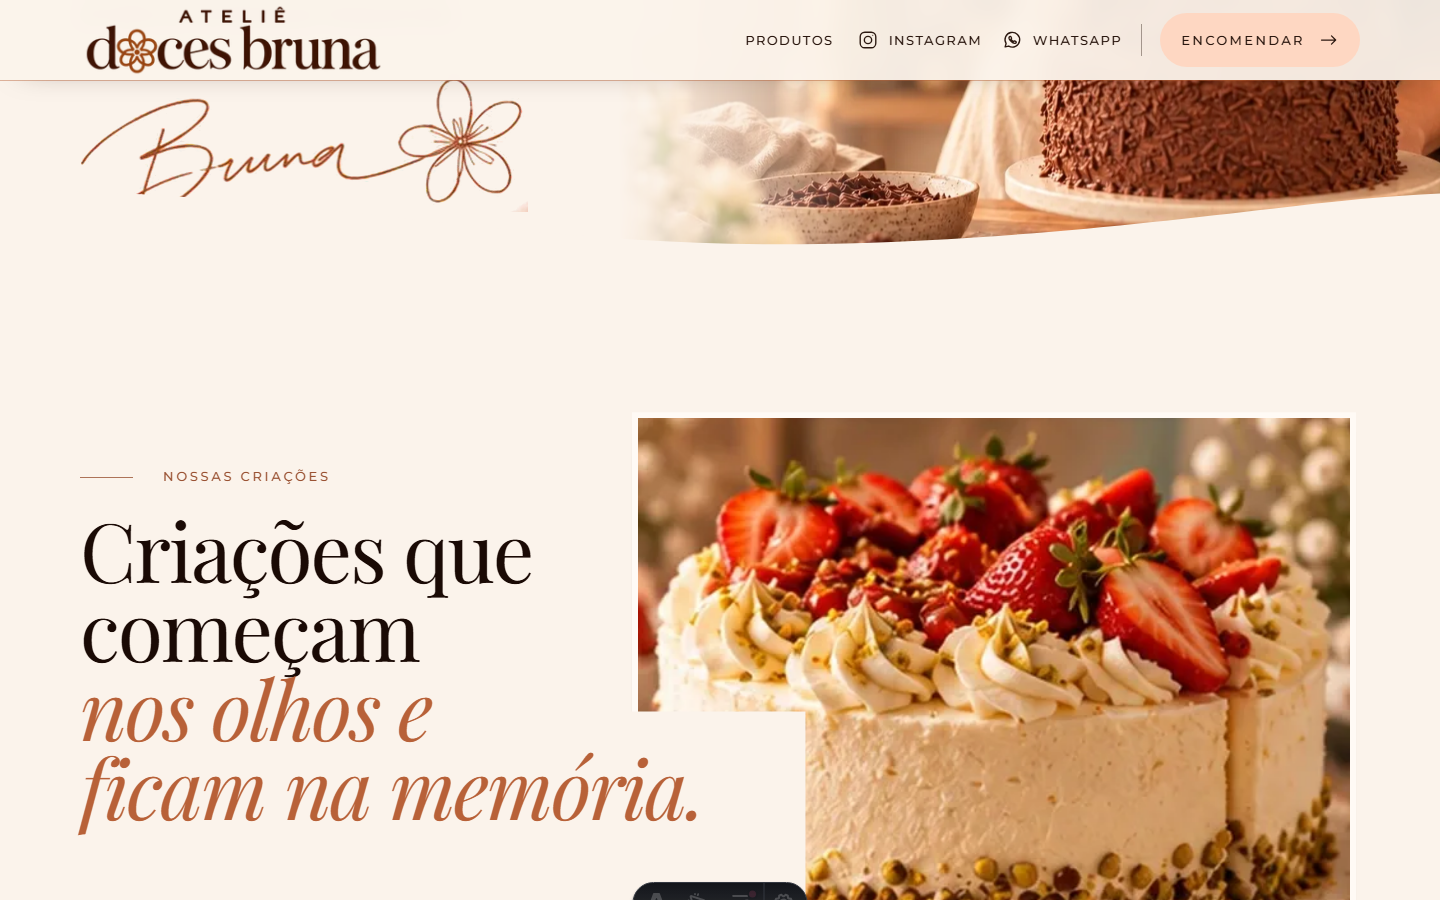 ATELIÊ
doces bruna
PRODUTOS
INSTAGRAM
WHATSAPP
ENCOMENDAR
Bruna
NOSSAS CRIAÇÕES
Criações que
começam
nos olhos e
ficam na memória.